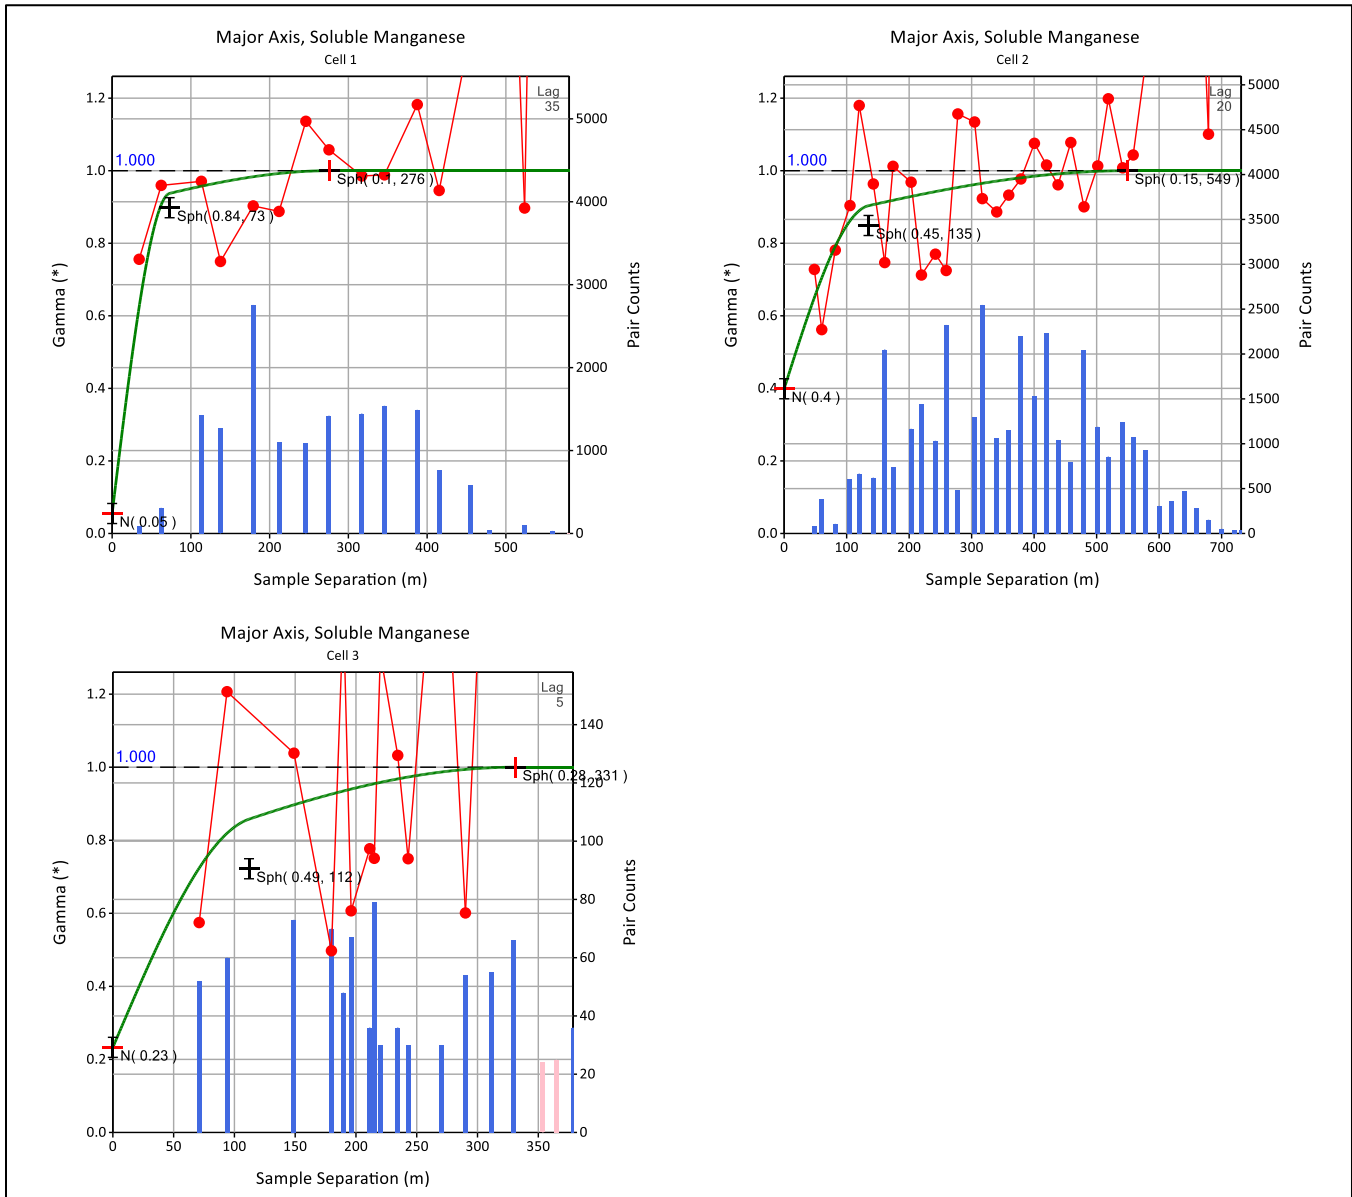 Major Axis, Soluble Manganese
Cell 1
Lag
35
1.000
Sph( 0.1, 276 )
Sph( 0.84, 73 )
N( 0.05 )
1.2
1.0
0.8
0.6
0.4
0.2
0.0
Gamma (*)
5000
4000
3000
2000
1000
0
Pair Counts
0 100 200 300 400 500
Sample Separation (m)
Major Axis, Soluble Manganese
Cell 2
Lag
20
1.000
Sph( 0.15, 549 )
Sph( 0.45, 135 )
N( 0.4 )
1.2
1.0
0.8
0.6
0.4
0.2
0.0
Gamma (*)
5000
4500
4000
3500
3000
2500
2000
1500
1000
500
0
Pair Counts
0 100 200 300 400 500 600 700
Sample Separation (m)
Major Axis, Soluble Manganese
Cell 3
Lag
5
1.000
Sph( 0.28, 331 )
Sph( 0.49, 112 )
N( 0.23 )
1.2
1.0
0.8
0.6
0.4
0.2
0.0
Gamma (*)
140
120
100
80
60
40
20
0
Pair Counts
0 50 100 150 200 250 300 350
Sample Separation (m)